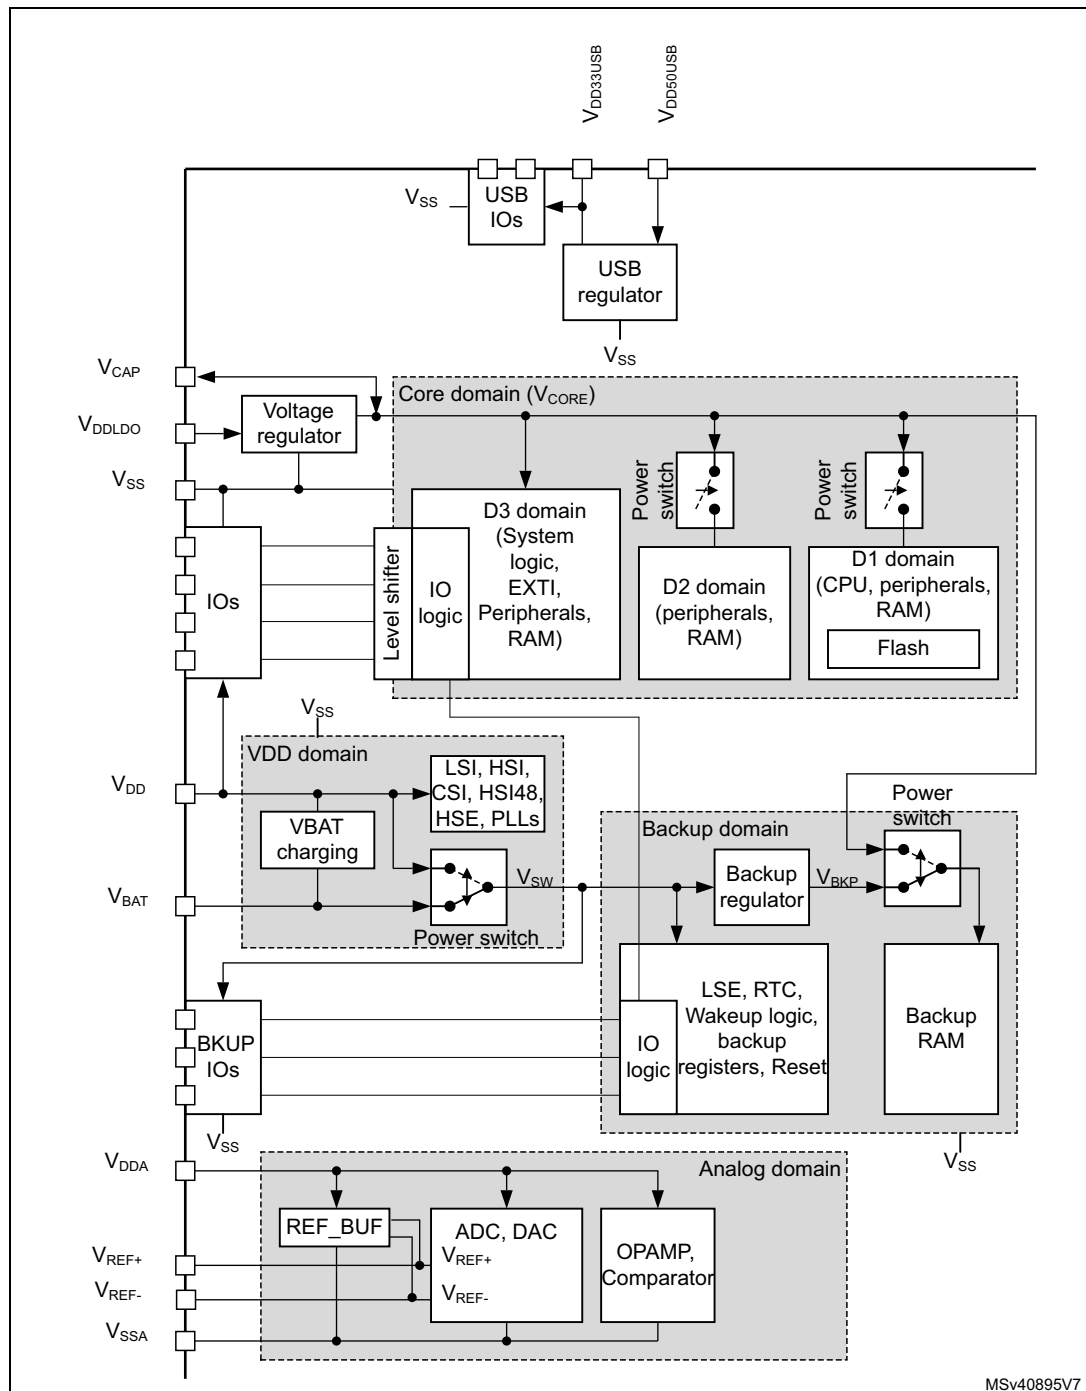 VDD33USB
VDD50USB
VSS
USB
IOs
USB
regulator
VSS
VCAP
Core domain (VCORE)
Voltage
regulator
VDDLDO
VSS
Power
switch
Power
switch
D3 domain
(System
logic,
EXTI,
Peripherals,
RAM)
IOs
Level shifter
IO
logic
D2 domain
(peripherals,
RAM)
D1 domain
(CPU, peripherals,
RAM)
Flash
VSS
VDD domain
VDD
LSI, HSI,
CSI, HSI48,
HSE, PLLs
VBAT
charging
VBAT
VSW
Power switch
Backup domain
Power
switch
Backup
regulator
VBKP
BKUP
IOs
VSS
IO
logic
LSE, RTC,
Wakeup logic,
backup
registers, Reset
Backup
RAM
VSS
VDDA
Analog domain
REF_BUF
ADC, DAC
VREF+
VREF-
OPAMP,
Comparator
VREF+
VREF-
VSSA
MSv40895V7